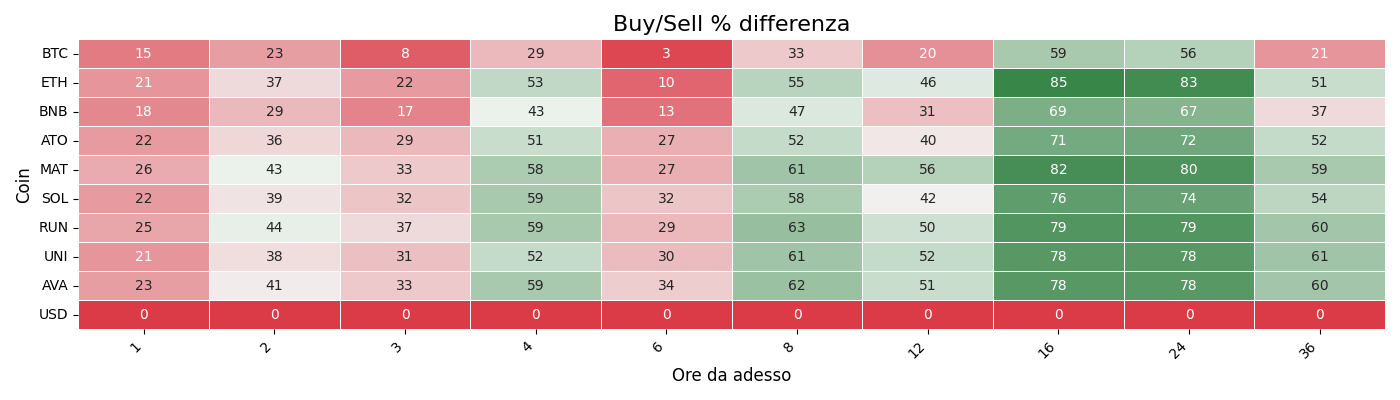 Buy/Sell % differenza
Coin
BTC 15 23 8 29 3 33 20 59 56 21
ETH 21 37 22 53 10 55 46 85 83 51
BNB 18 29 17 43 13 47 31 69 67 37
ATO 22 36 29 51 27 52 40 71 72 52
MAT 26 43 33 58 27 61 56 82 80 59
SOL 22 39 32 59 32 58 42 76 74 54
RUN 25 44 37 59 29 63 50 79 79 60
UNI 21 38 31 52 30 61 52 78 78 61
AVA 23 41 33 59 34 62 51 78 78 60
USD 0 0 0 0 0 0 0 0 0 0
1 2 3 4 6 8 12 16 24 36
Ore da adesso